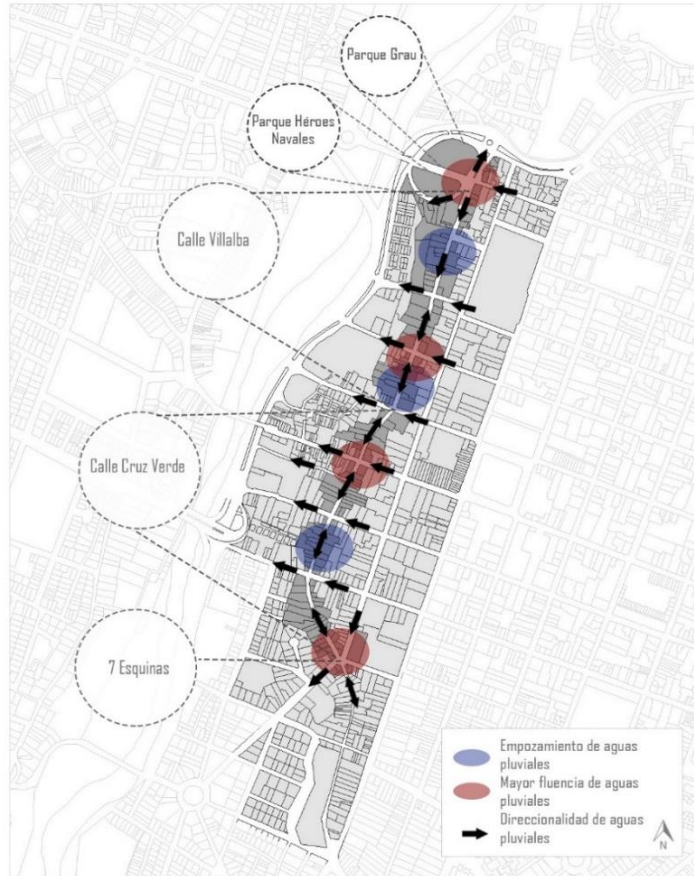 Parque Grau
Parque Héroes
Navales
Calle Villalba
Calle Cruz Verde
7 Esquinas
Empozamiento de aguas
pluviales
Mayor fluencia de aguas
pluviales
Direccionalidad de aguas
pluviales
N